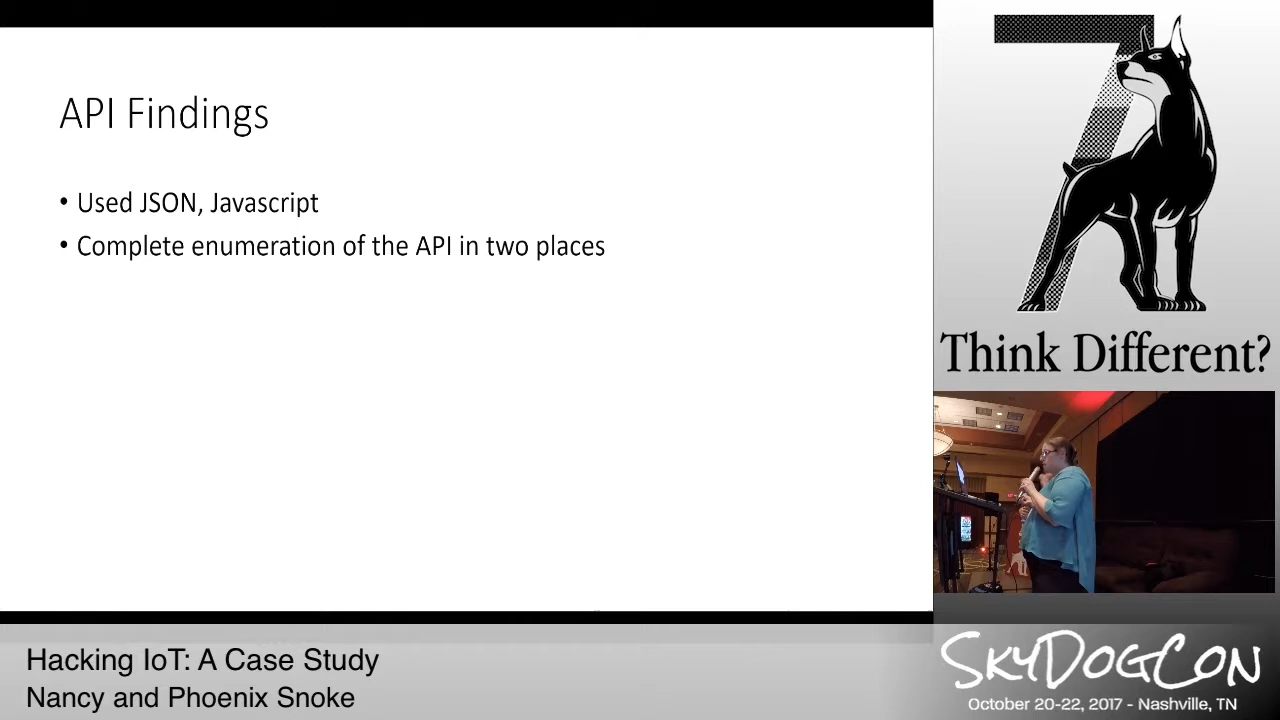 API Findings
• Used JSON, Javascript
• Complete enumeration of the API in two places
7
Think Different?
Hacking IoT: A Case Study
Nancy and Phoenix Snoke
SKYDOGCON
October 20-22, 2017 - Nashville, TN